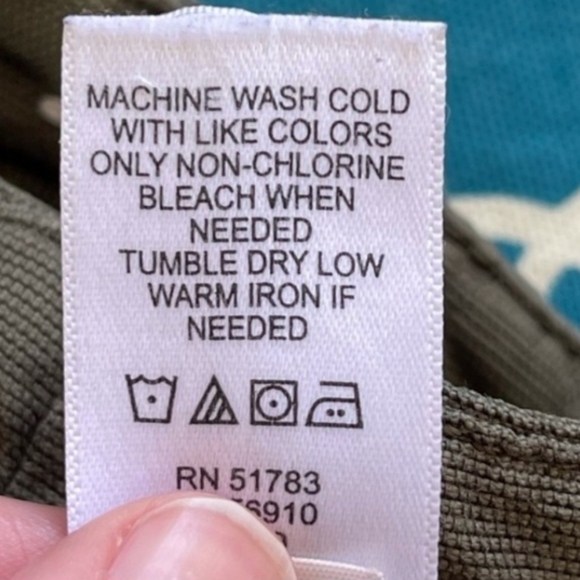 MACHINE WASH COLD
WITH LIKE COLORS
ONLY NON-CHLORINE
BLEACH WHEN
NEEDED
TUMBLE DRY LOW
WARM IRON IF
NEEDED
RN 51783